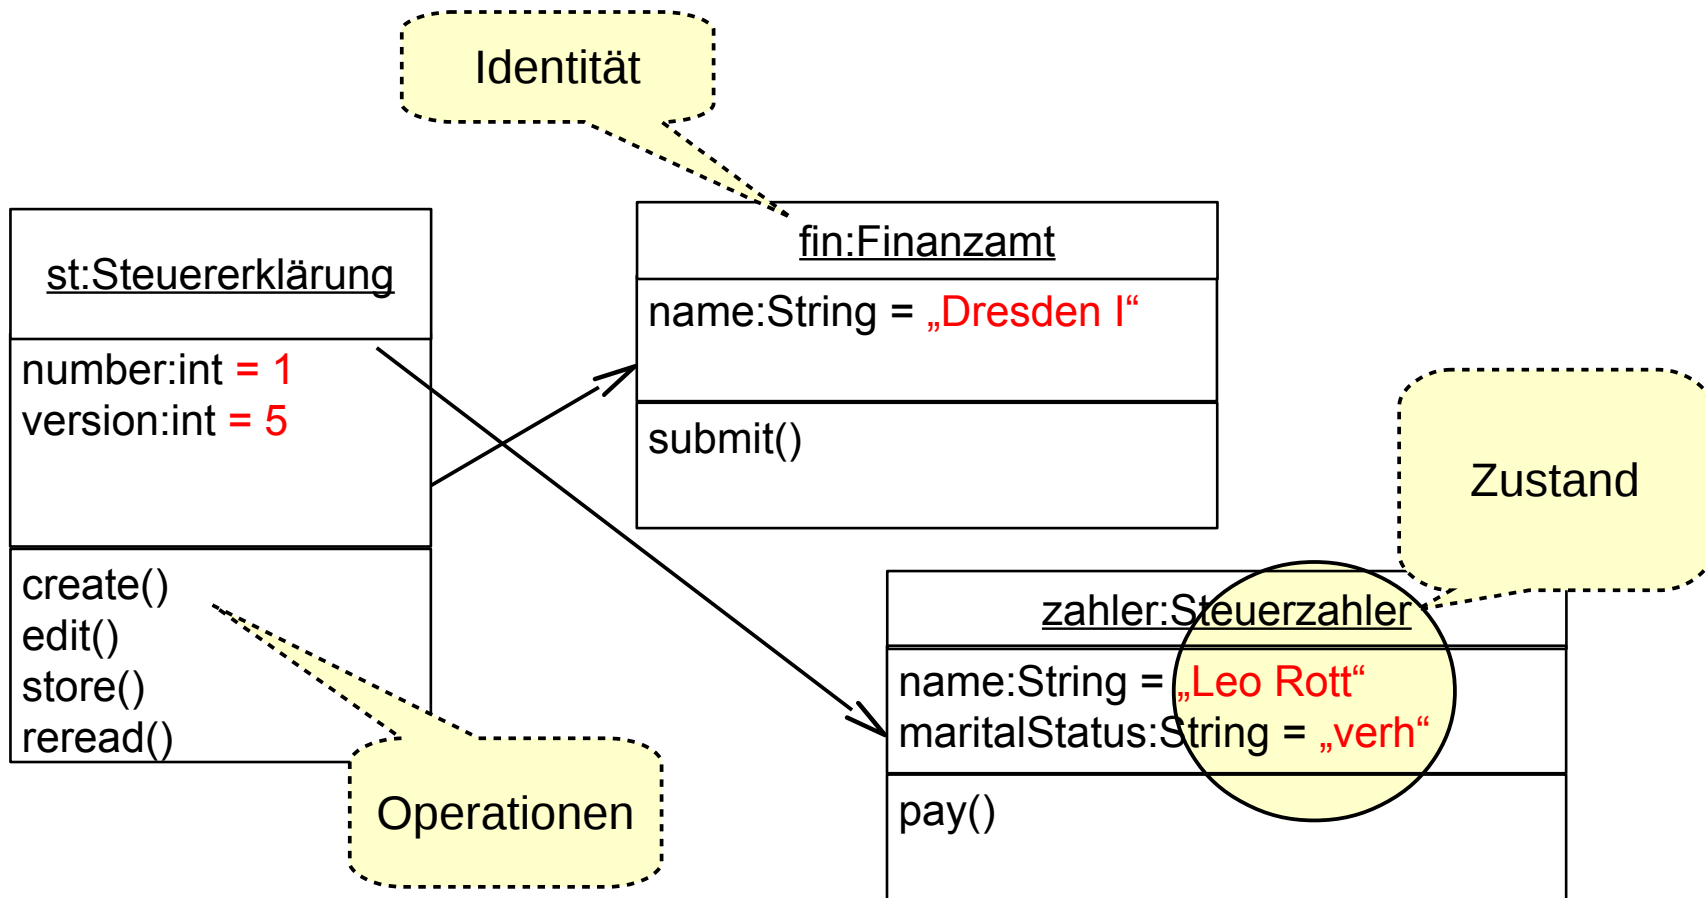 Identität
st:Steuererklärung
number:int = 1
version:int = 5
create()
edit()
store()
reread()
Operationen
fin:Finanzamt
name:String = „Dresden I“
submit()
Zustand
zahler:Steuerzahler
name:String = „Leo Rott“
maritalStatus:String = „verh“
pay()